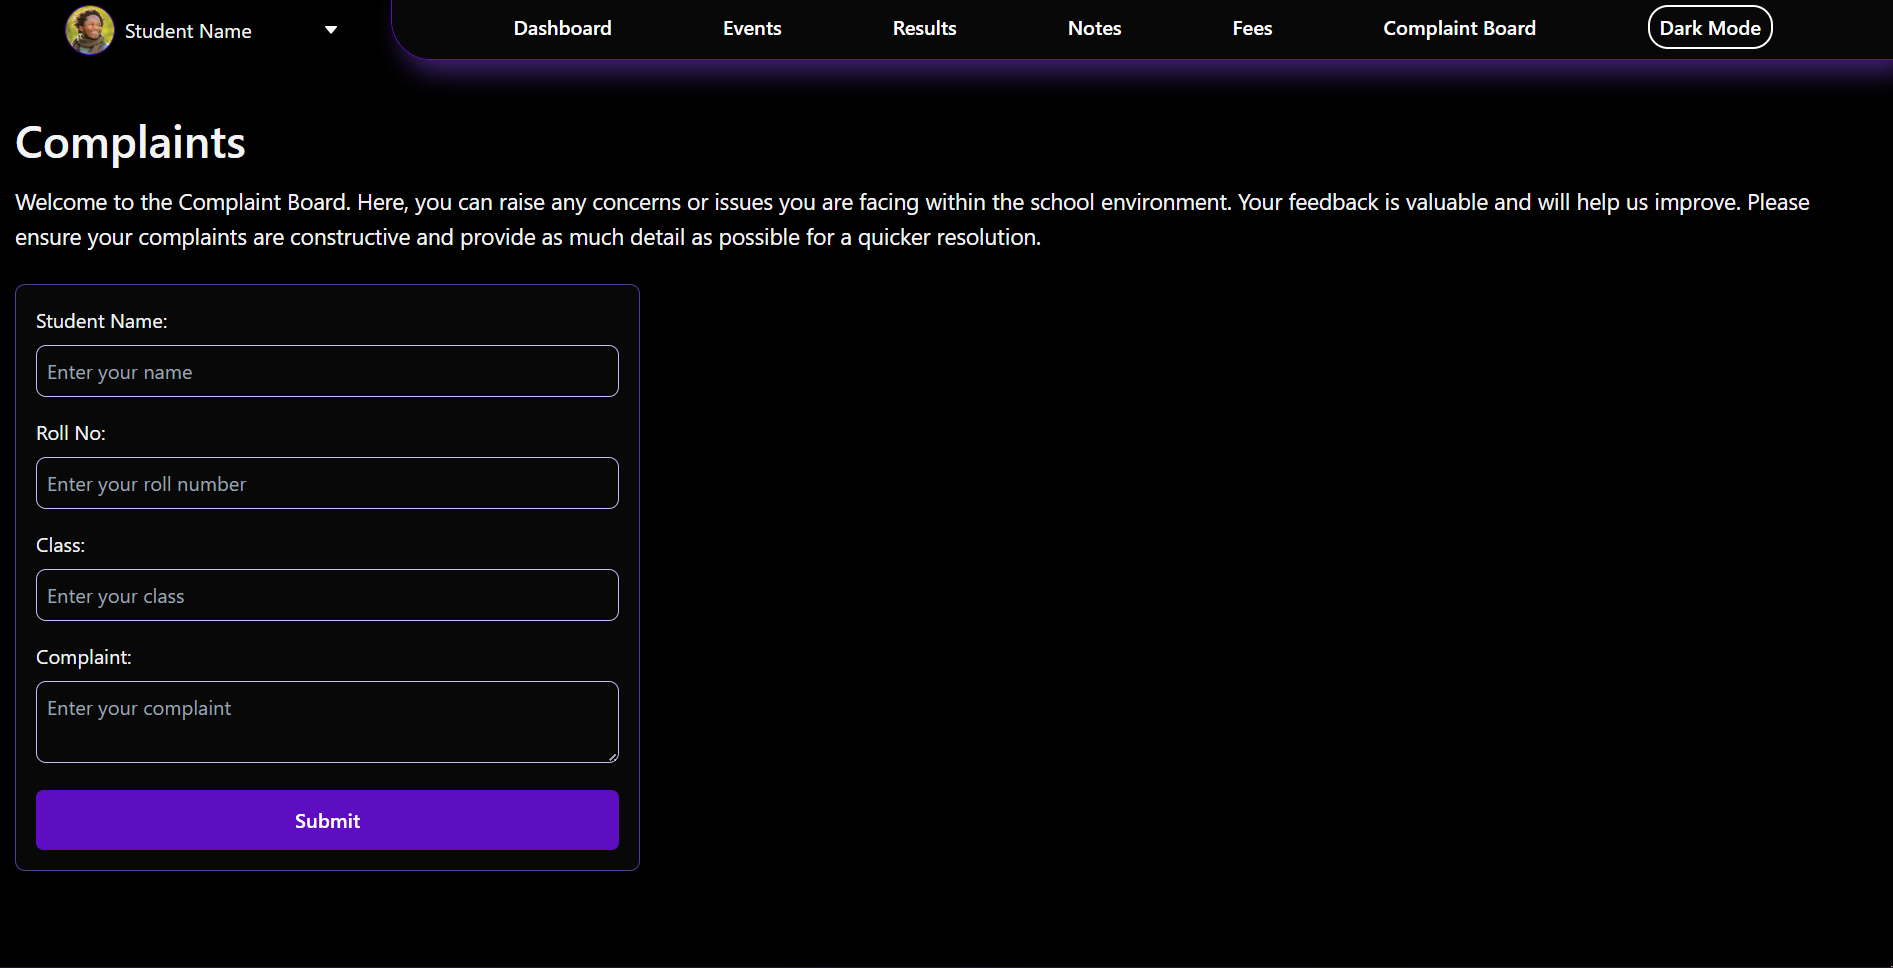 Student Name
Dashboard
Events
Results
Notes
Fees
Complaint Board
Dark Mode
Complaints
Welcome to the Complaint Board. Here, you can raise any concerns or issues you are facing within the school environment. Your feedback is valuable and will help us improve. Please
ensure your complaints are constructive and provide as much detail as possible for a quicker resolution.
Student Name:
Enter your name
Roll No:
Enter your roll number
Class:
Enter your class
Complaint:
Enter your complaint
Submit